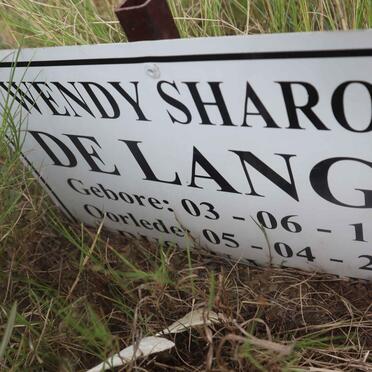 WENDY SHARO
DE LANG
Gebore: 03 - 06 - 1
Oorlede: 05 - 04 - 2